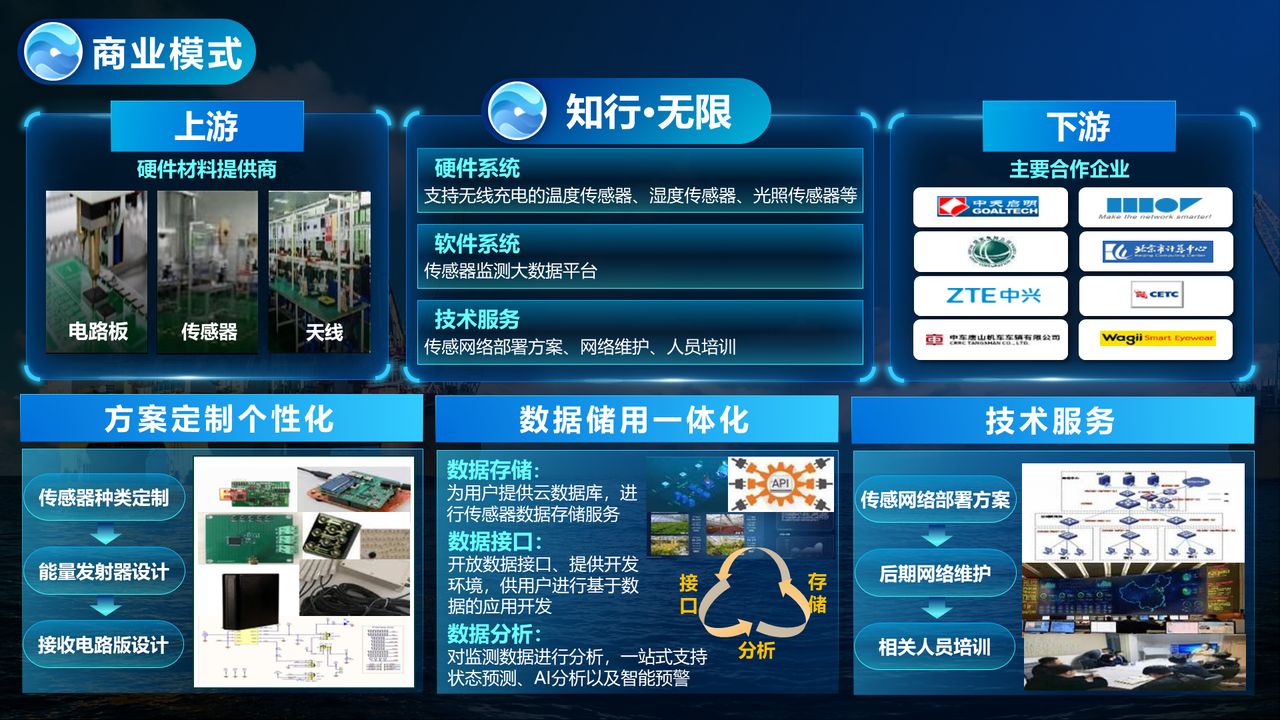 商业模式
上游
硬件材料提供商
电路板
传感器
天线
知行·无限
硬件系统
支持无线充电的温度传感器、湿度传感器、光照传感器等
软件系统
传感器监测大数据平台
技术服务
传感网络部署方案、网络维护、人员培训
下游
主要合作企业
中天启明
GOALTECH
Make the network smarter!
北京市计算中心
Beijing Computing Center
ZTE中兴
CETC
中车唐山机车车辆有限公司
CRRC TANGSHAN CO., LTD.
Wagii Smart Eyewear
方案定制个性化
传感器种类定制
能量发射器设计
接收电路版设计
数据储用一体化
数据存储：
为用户提供云数据库，进
行传感器数据存储服务
数据接口：
开放数据接口、提供开发
环境，供用户进行基于数
据的应用开发
数据分析：
对监测数据进行分析，一站式支持
状态预测、AI分析以及智能预警
API
接口
存储
分析
技术服务
传感网络部署方案
后期网络维护
相关人员培训